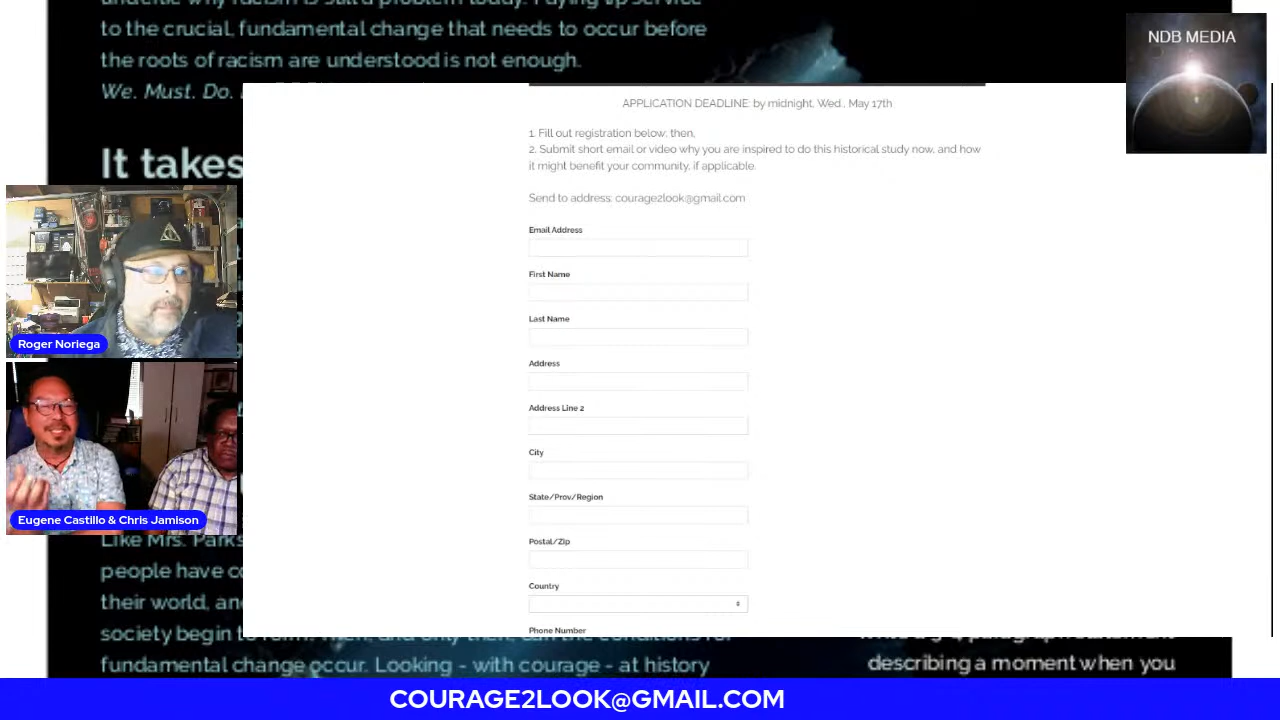 to the crucial, fundamental change that needs to occur before
the roots of racism are understood is not enough.
We. Must. Do.
It takes
NDB MEDIA
APPLICATION DEADLINE: by midnight, Wed., May 17th
1. Fill out registration below, then,
2. Submit short email or video why you are inspired to do this historical study now, and how
it might benefit your community, if applicable.
Send to address: courage2look@gmail.com
Email Address
First Name
Last Name
Address
Address Line 2
City
State/Prov/Region
Postal/Zip
Country
Phone Number
Roger Noriega
Eugene Castillo & Chris Jamison
Like Mrs. Parks
people have
their world, and
society begin to
fundamental change occur. Looking - with courage - at history
describing a moment when you
COURAGE2LOOK@GMAIL.COM